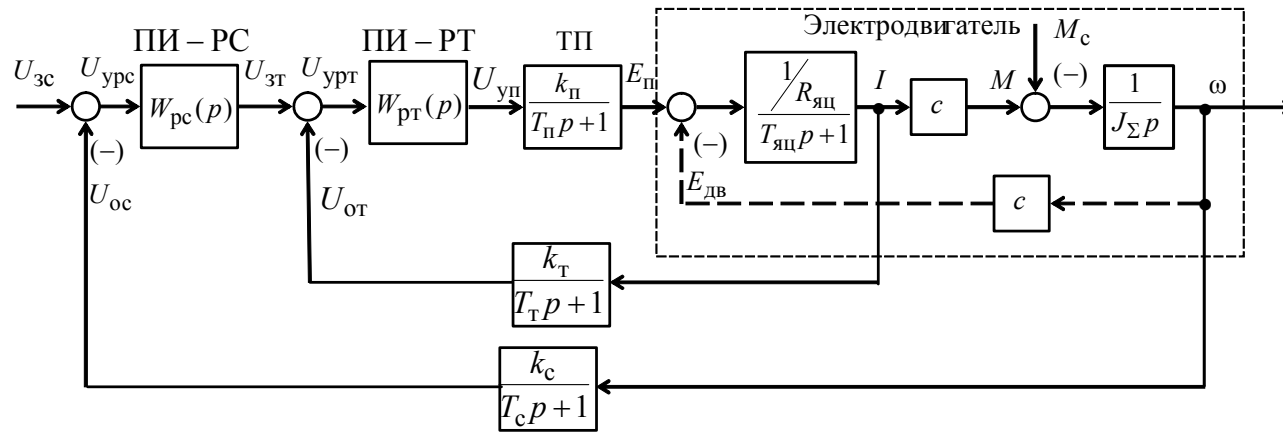 ПИ – РС ПИ – РТ ТП Электродвигатель
U_зс U_урс W_рс(p) U_зт U_урт W_рт(p) U_уп k_п/(T_п p + 1) E_п (1/R_яц)/(T_яц p + 1) I c M M_с (–) 1/(J_Σ p) ω
(–) (–) (–)
U_ос U_от E_дв c
k_т/(T_т p + 1)
k_с/(T_с p + 1)